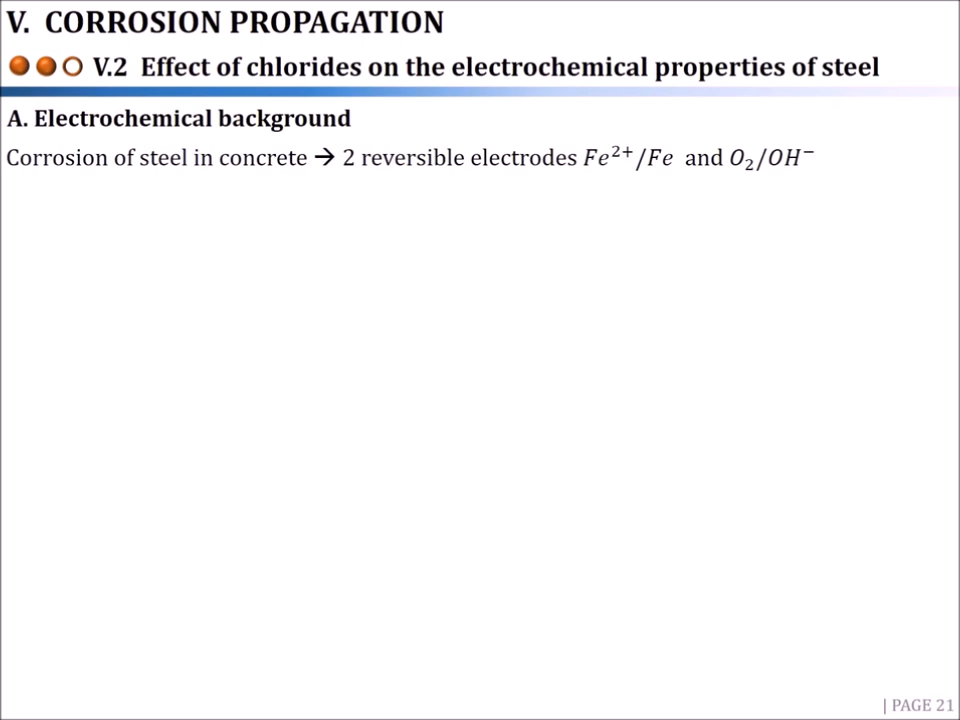 V. CORROSION PROPAGATION
V.2 Effect of chlorides on the electrochemical properties of steel
A. Electrochemical background
Corrosion of steel in concrete → 2 reversible electrodes Fe²⁺/Fe and O₂/OH⁻
| PAGE 21